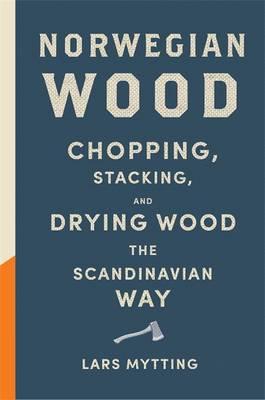 NORWEGIAN
WOOD
CHOPPING,
STACKING,
AND
DRYING WOOD
THE
SCANDINAVIAN
WAY
LARS MYTTING